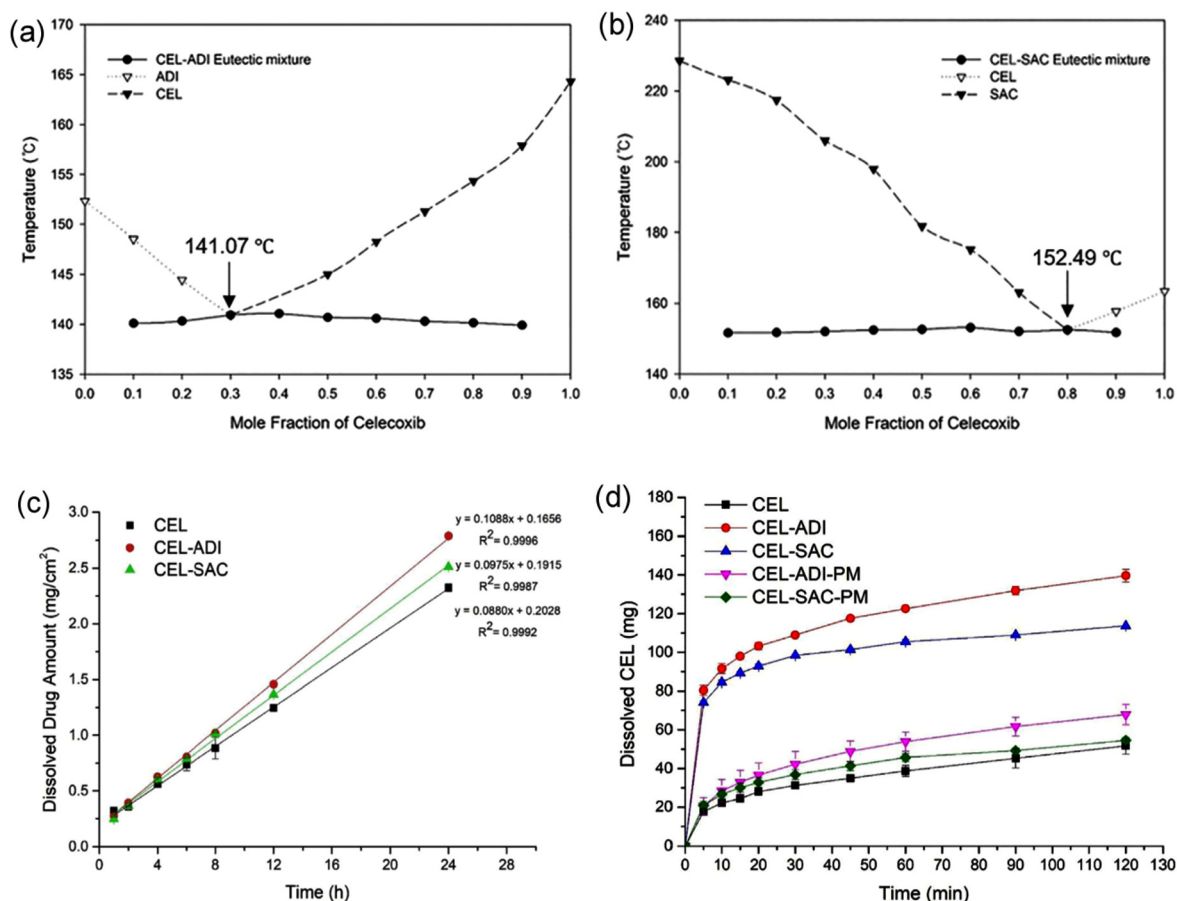 (a)
170
165
160
155
150
145
140
135
Temperature (℃)
CEL-ADI Eutectic mixture
ADI
CEL
141.07 ℃
0.0 0.1 0.2 0.3 0.4 0.5 0.6 0.7 0.8 0.9 1.0
Mole Fraction of Celecoxib
(b)
240
220
200
180
160
140
Temperature (℃)
CEL-SAC Eutectic mixture
CEL
SAC
152.49 ℃
0.0 0.1 0.2 0.3 0.4 0.5 0.6 0.7 0.8 0.9 1.0
Mole Fraction of Celecoxib
(c)
3.0
2.5
2.0
1.5
1.0
0.5
0.0
Dissolved Drug Amount (mg/cm²)
CEL
CEL-ADI
CEL-SAC
y = 0.1088x + 0.1656
R² = 0.9996
y = 0.0975x + 0.1915
R² = 0.9987
y = 0.0880x + 0.2028
R² = 0.9992
0 4 8 12 16 20 24 28
Time (h)
(d)
180
160
140
120
100
80
60
40
20
0
Dissolved CEL (mg)
CEL
CEL-ADI
CEL-SAC
CEL-ADI-PM
CEL-SAC-PM
0 10 20 30 40 50 60 70 80 90 100 110 120 130
Time (min)